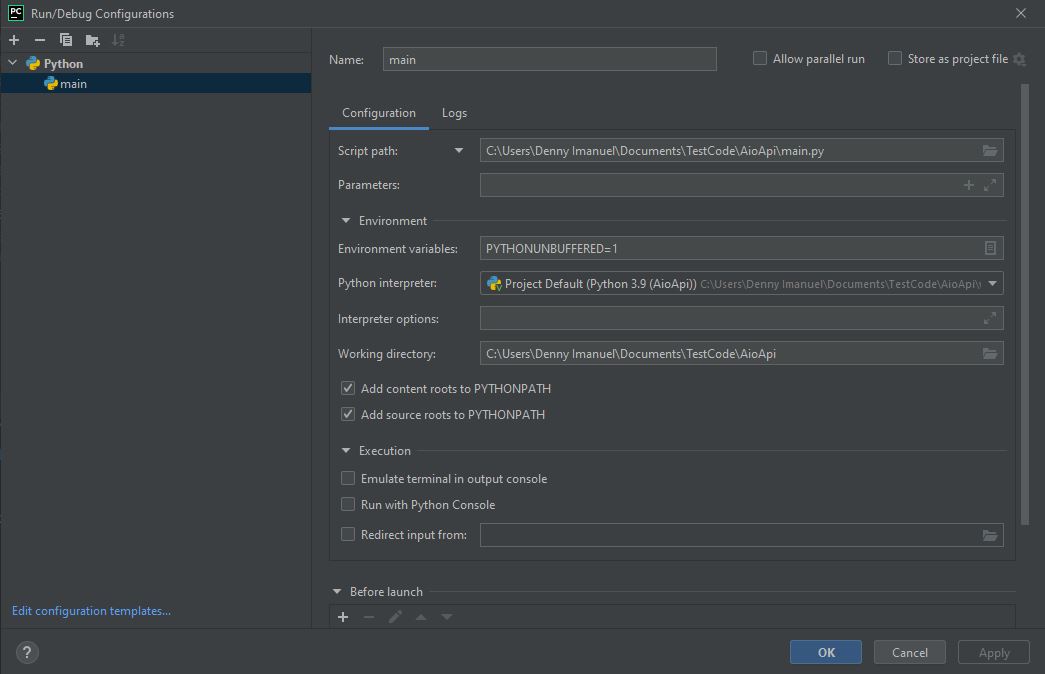 PC Run/Debug Configurations
Python
main
Name: main Allow parallel run Store as project file
Configuration Logs
Script path: C:\Users\Denny Imanuel\Documents\TestCode\AioApi\main.py
Parameters:
Environment
Environment variables: PYTHONUNBUFFERED=1
Python interpreter: Project Default (Python 3.9 (AioApi)) C:\Users\Denny Imanuel\Documents\TestCode\AioApi\
Interpreter options:
Working directory: C:\Users\Denny Imanuel\Documents\TestCode\AioApi
Add content roots to PYTHONPATH
Add source roots to PYTHONPATH
Execution
Emulate terminal in output console
Run with Python Console
Redirect input from:
Before launch
Edit configuration templates...
? OK Cancel Apply